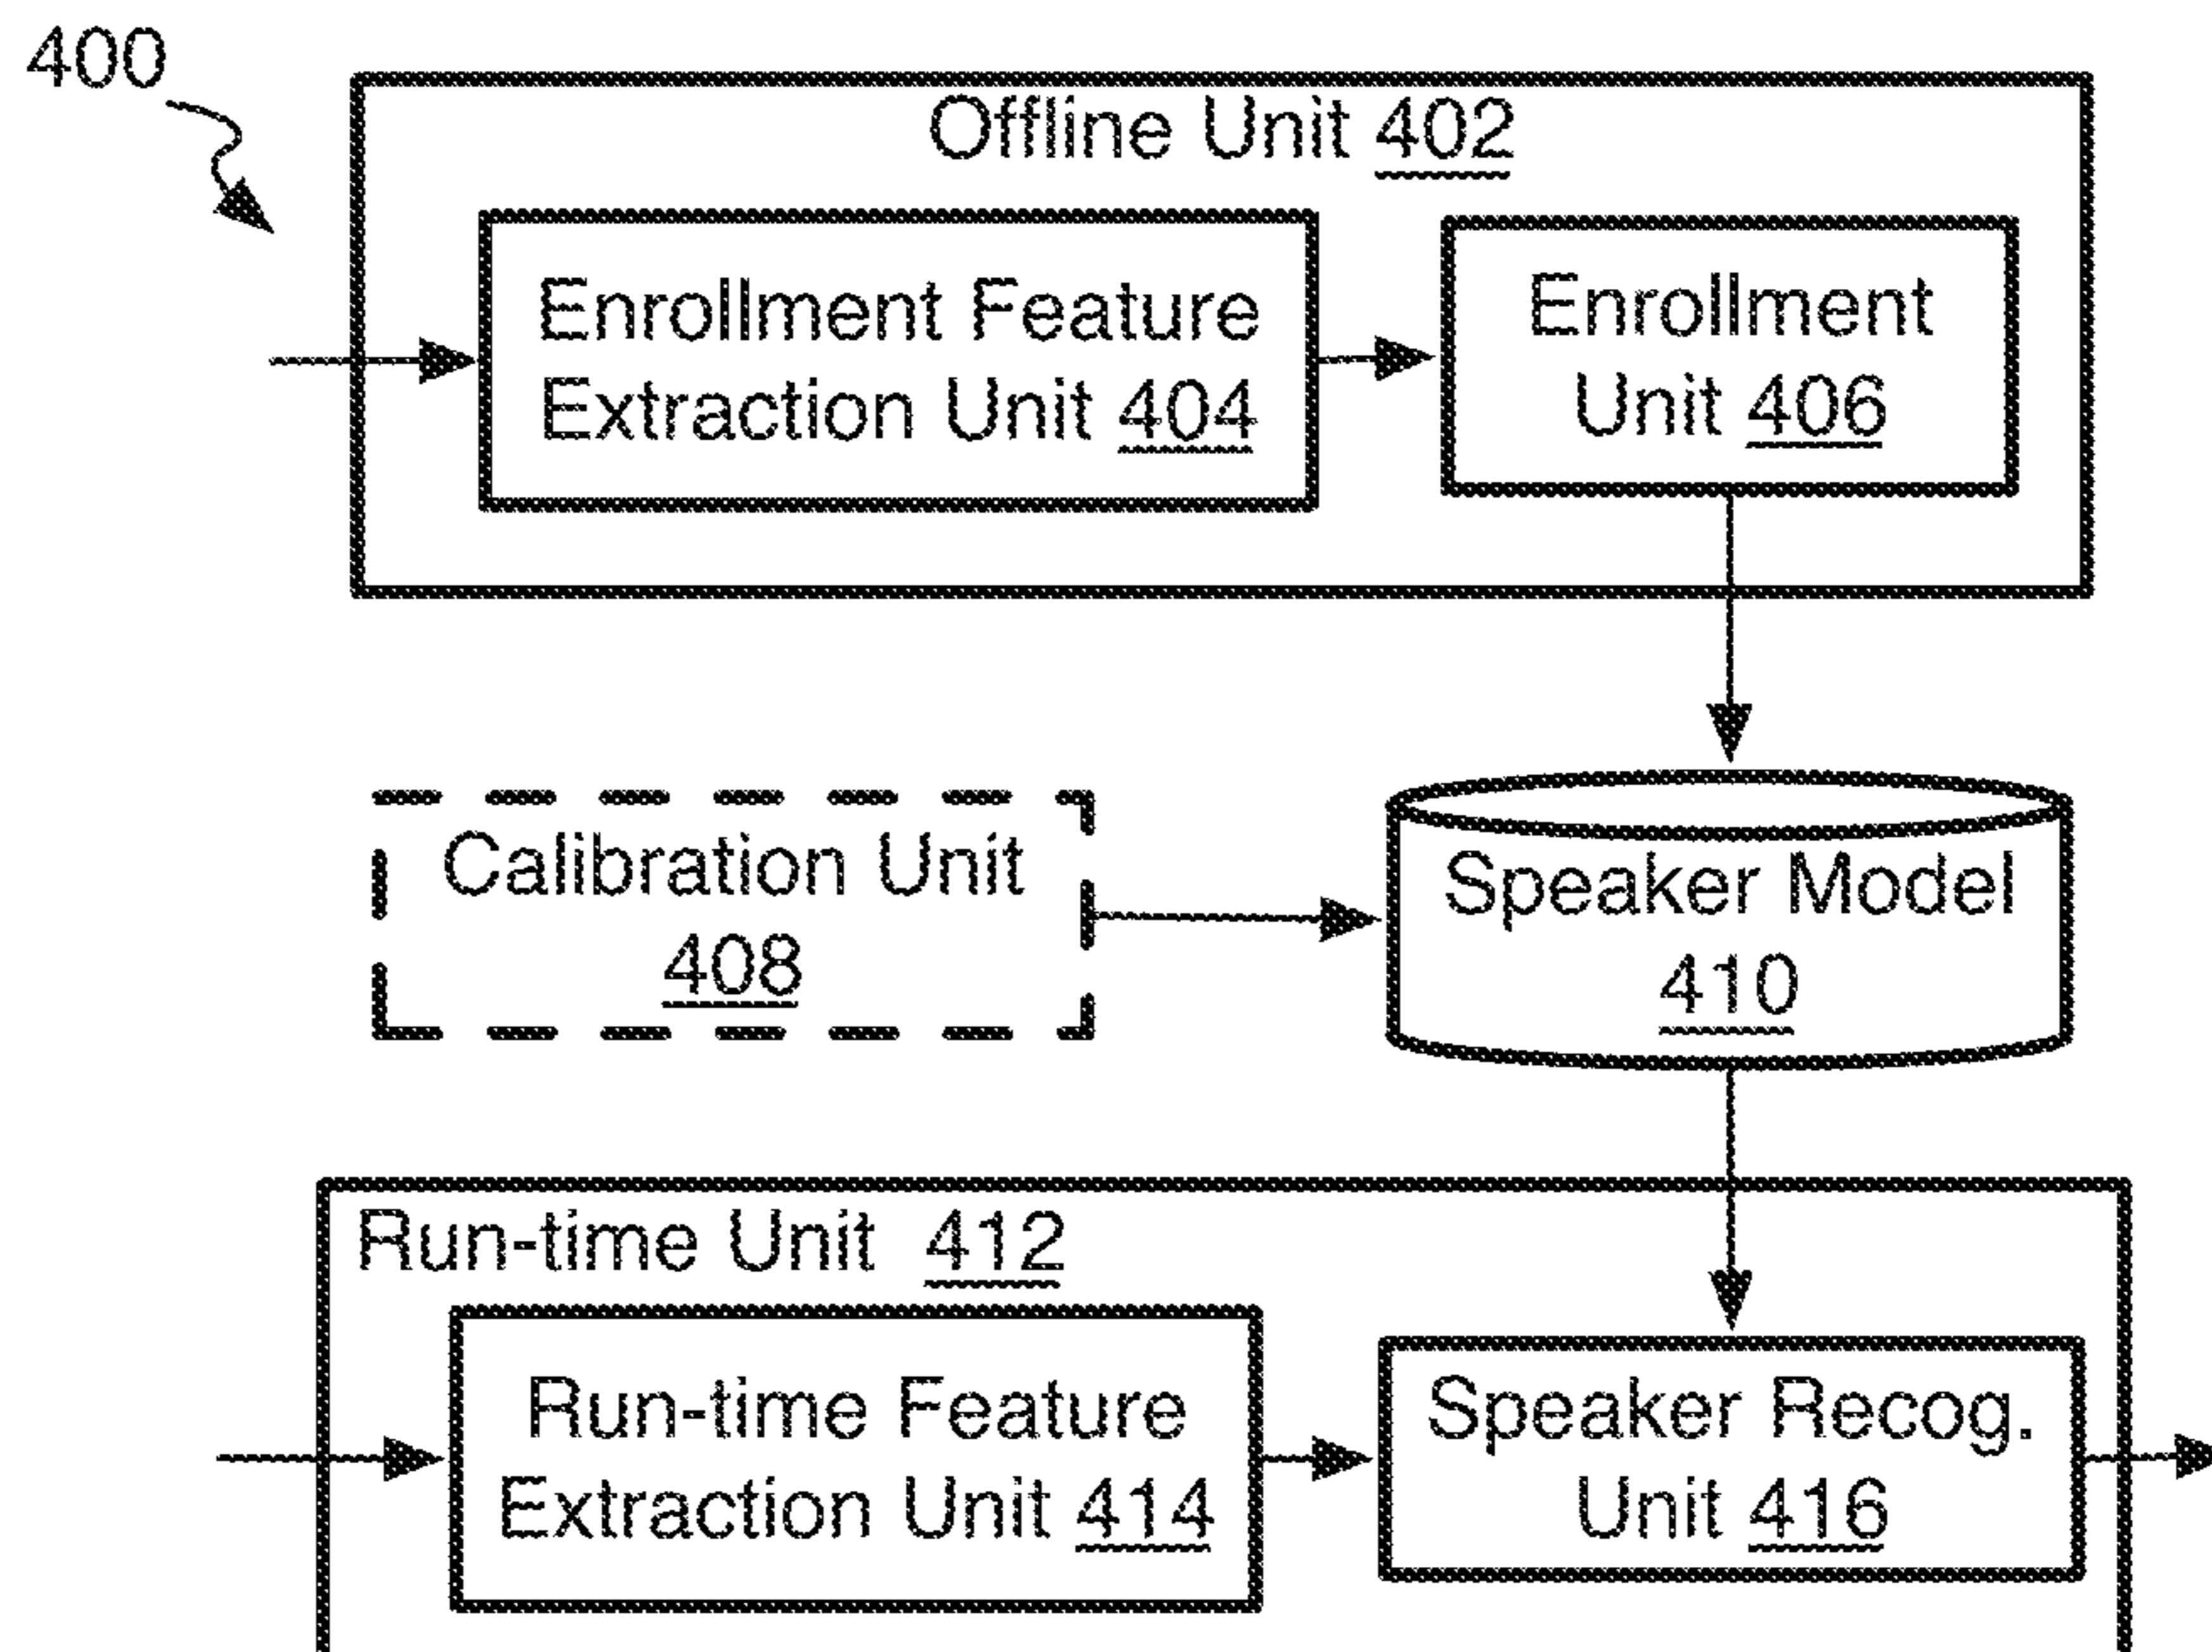 400
Offline Unit 402
Enrollment Feature
Extraction Unit 404
Enrollment
Unit 406
Calibration Unit
408
Speaker Model
410
Run-time Unit 412
Run-time Feature
Extraction Unit 414
Speaker Recog.
Unit 416